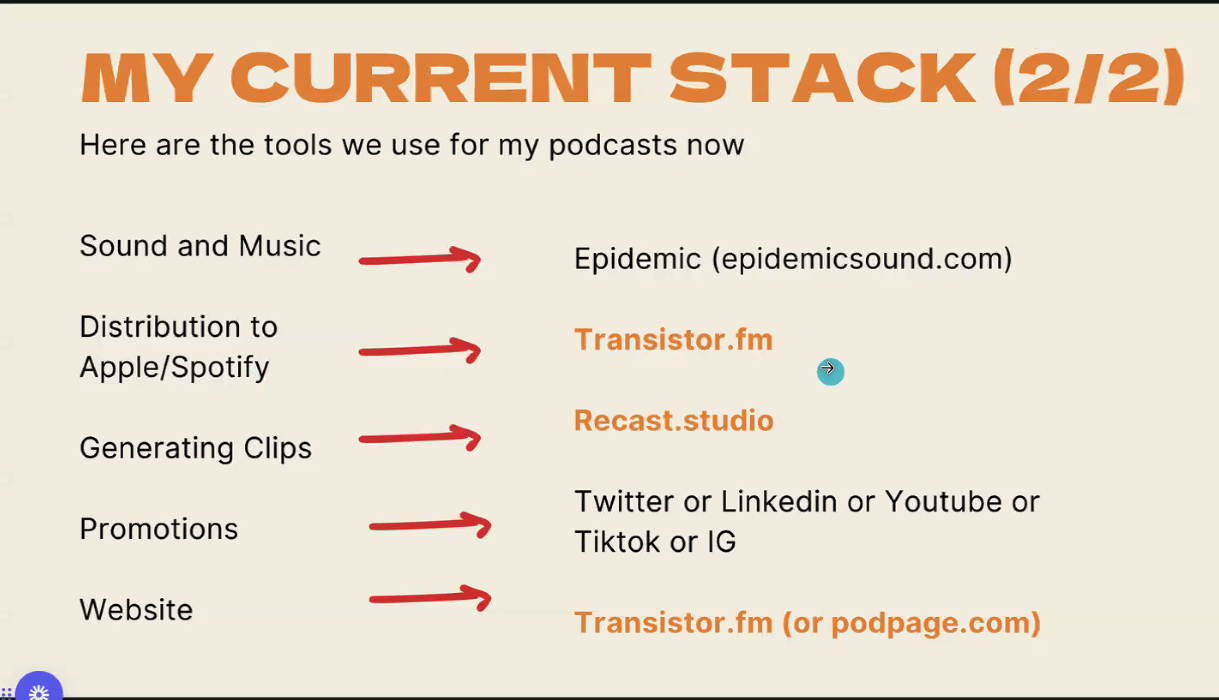 MY CURRENT STACK (2/2)
Here are the tools we use for my podcasts now
Sound and Music
Epidemic (epidemicsound.com)
Distribution to
Apple/Spotify
Transistor.fm
Generating Clips
Recast.studio
Promotions
Twitter or Linkedin or Youtube or
Tiktok or IG
Website
Transistor.fm (or podpage.com)